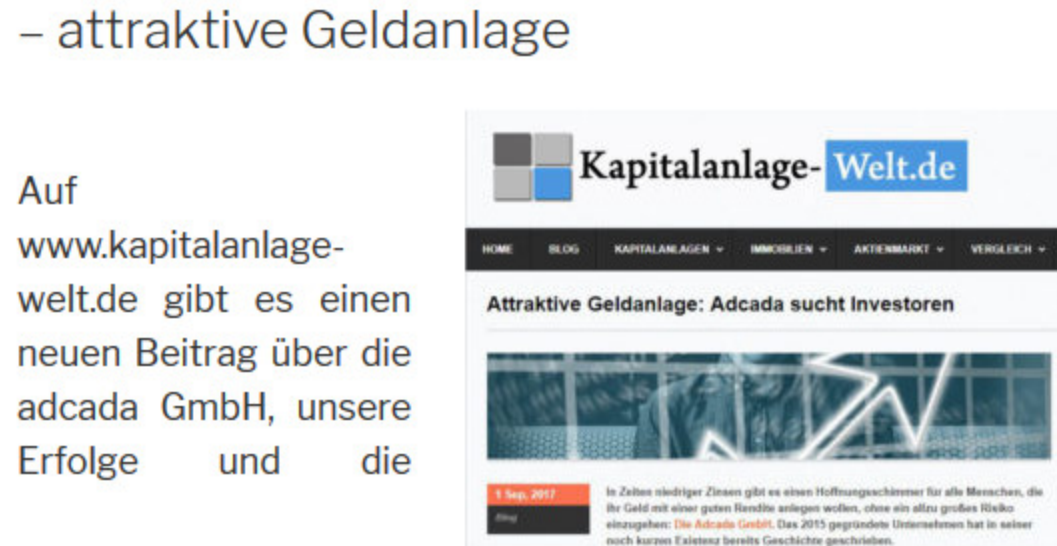 – attraktive Geldanlage
Auf
www.kapitalanlage-
welt.de gibt es einen
neuen Beitrag über die
adcada GmbH, unsere
Erfolge und die
Kapitalanlage-Welt.de
HOME BLOG KAPITALANLAGEN IMMOBILIEN AKTIENMARKT VERGLEICH
Attraktive Geldanlage: Adcada sucht Investoren
1 Sep, 2017
Blog
In Zeiten niedriger Zinsen gibt es einen Hoffnungsschimmer für alle Menschen, die
ihr Geld mit einer guten Rendite anlegen wollen, ohne ein allzu großes Risiko
einzugehen: Die Adcada GmbH. Das 2015 gegründete Unternehmen hat in seiner
noch kurzen Existenz bereits Geschichte geschrieben.